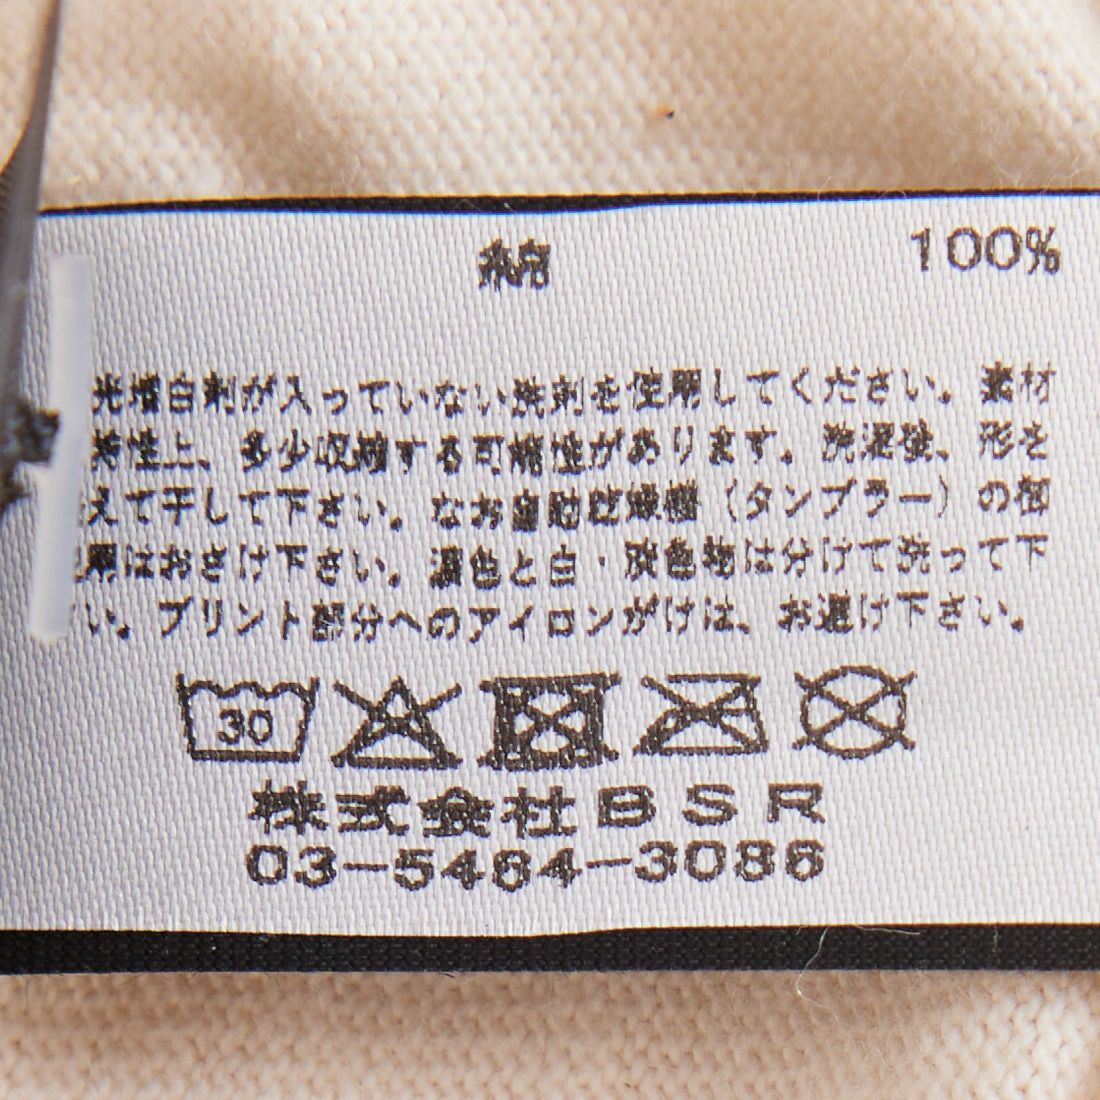 綿 100%
光増白剤が入っていない洗剤を使用してください。素材
特性上、多少収縮する可能性があります。洗濯後、形を
えて干して下さい。なお自動乾燥機（タンブラー）の御
用はおさけ下さい。濃色と白・淡色物は分けて洗って下
い。プリント部分へのアイロンがけは、お避け下さい。
30
株式会社BSR
03-5464-3086